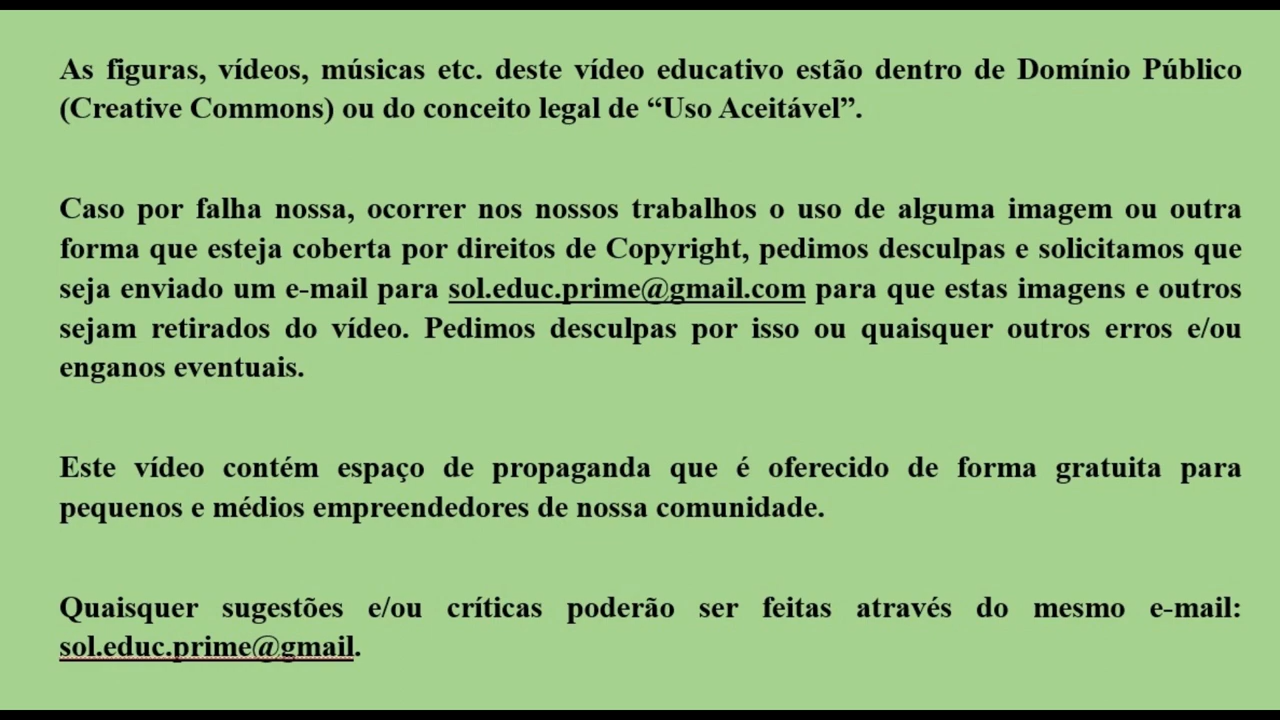 As figuras, vídeos, músicas etc. deste vídeo educativo estão dentro de Domínio Público
(Creative Commons) ou do conceito legal de “Uso Aceitável”.
Caso por falha nossa, ocorrer nos nossos trabalhos o uso de alguma imagem ou outra
forma que esteja coberta por direitos de Copyright, pedimos desculpas e solicitamos que
seja enviado um e-mail para sol.educ.prime@gmail.com para que estas imagens e outros
sejam retirados do vídeo. Pedimos desculpas por isso ou quaisquer outros erros e/ou
enganos eventuais.
Este vídeo contém espaço de propaganda que é oferecido de forma gratuita para
pequenos e médios empreendedores de nossa comunidade.
Quaisquer sugestões e/ou críticas poderão ser feitas através do mesmo e-mail:
sol.educ.prime@gmail.